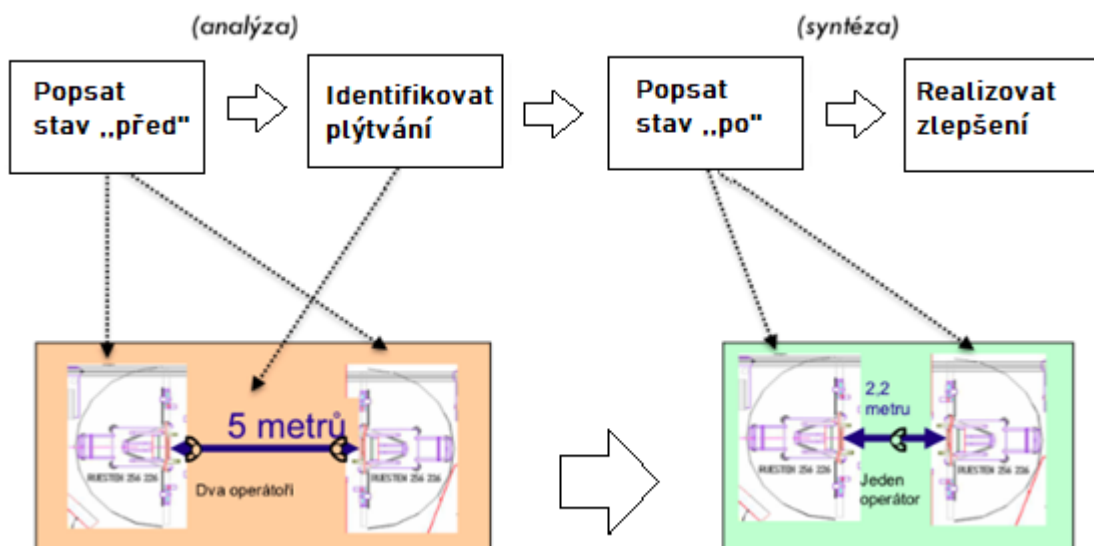 (analýza)
(syntéza)
Popsat
stav ,,před"
Identifikovat
plýtvání
Popsat
stav ,,po"
Realizovat
zlepšení
5 metrů
Dva operátoři
2,2
metru
Jeden
operátor